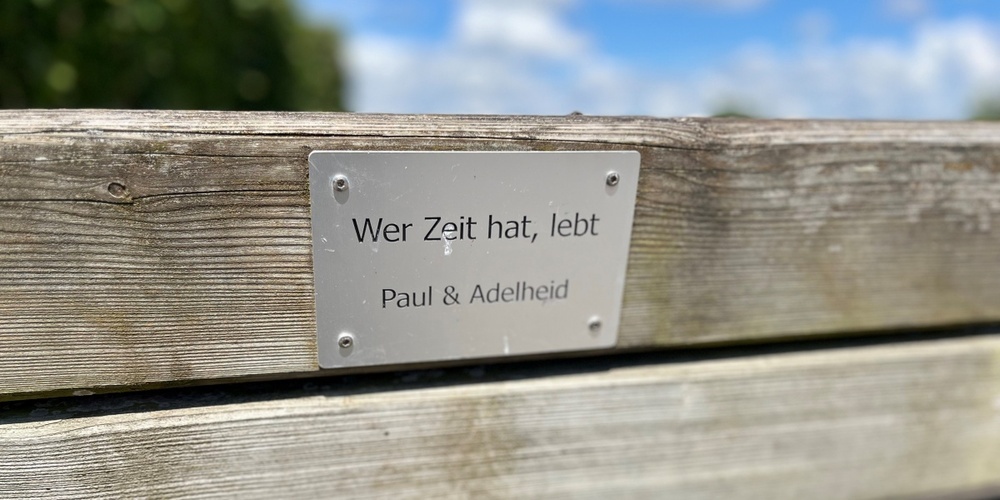 Wer Zeit hat, lebt
Paul & Adelheid